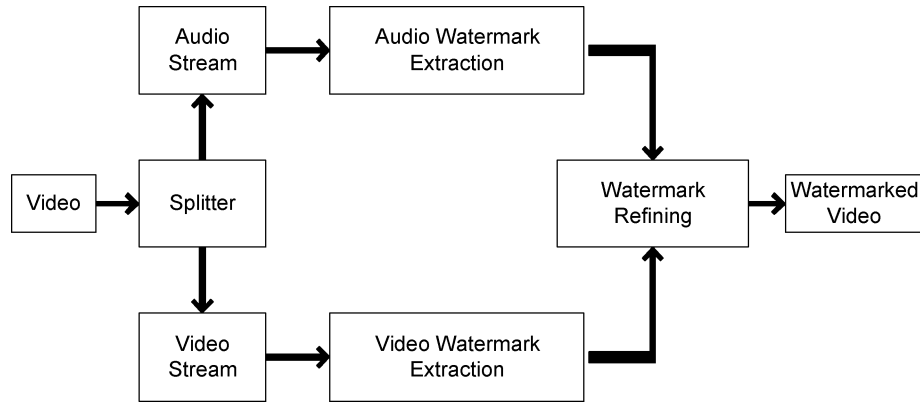 Audio
Stream
Audio Watermark
Extraction
Video
Splitter
Watermark
Refining
Watermarked
Video
Video
Stream
Video Watermark
Extraction